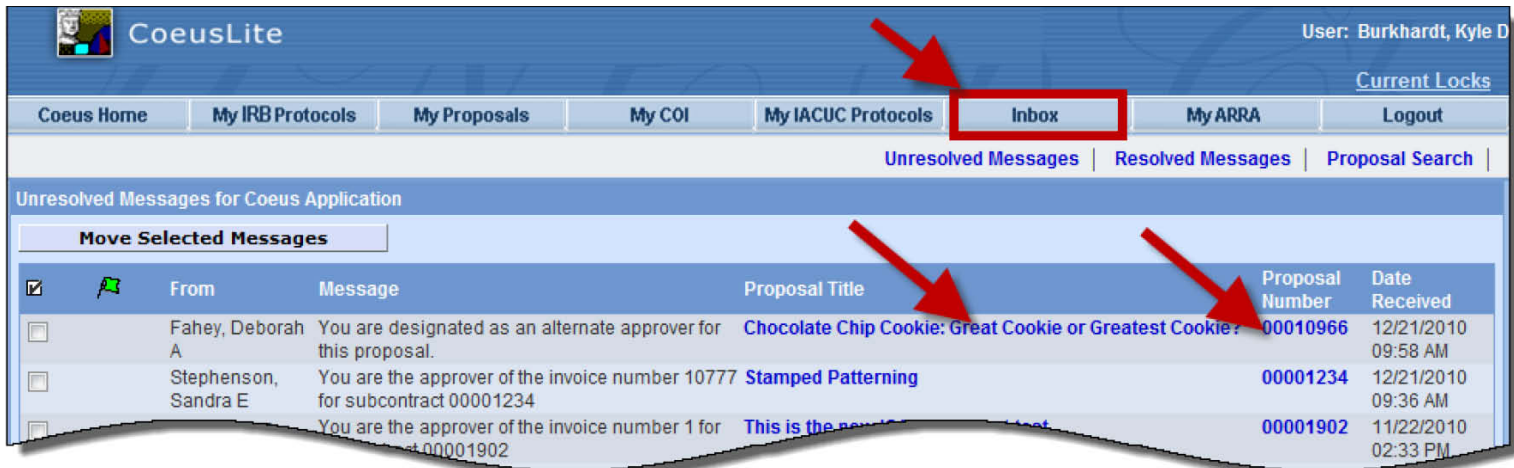 CoeusLite
User: Burkhardt, Kyle D
Current Locks
Coeus Home My IRB Protocols My Proposals My COI My IACUC Protocols Inbox My ARRA Logout
Unresolved Messages | Resolved Messages | Proposal Search |
Unresolved Messages for Coeus Application
Move Selected Messages
From Message Proposal Title Proposal Number Date Received
Fahey, Deborah You are designated as an alternate approver for Chocolate Chip Cookie: Great Cookie or Greatest Cookie? 00010966 12/21/2010
A this proposal. 09:58 AM
Stephenson, You are the approver of the invoice number 10777 Stamped Patterning 00001234 12/21/2010
Sandra E for subcontract 00001234 09:36 AM
You are the approver of the invoice number 1 for This is the new 00001902 11/22/2010
00001902 02:33 PM